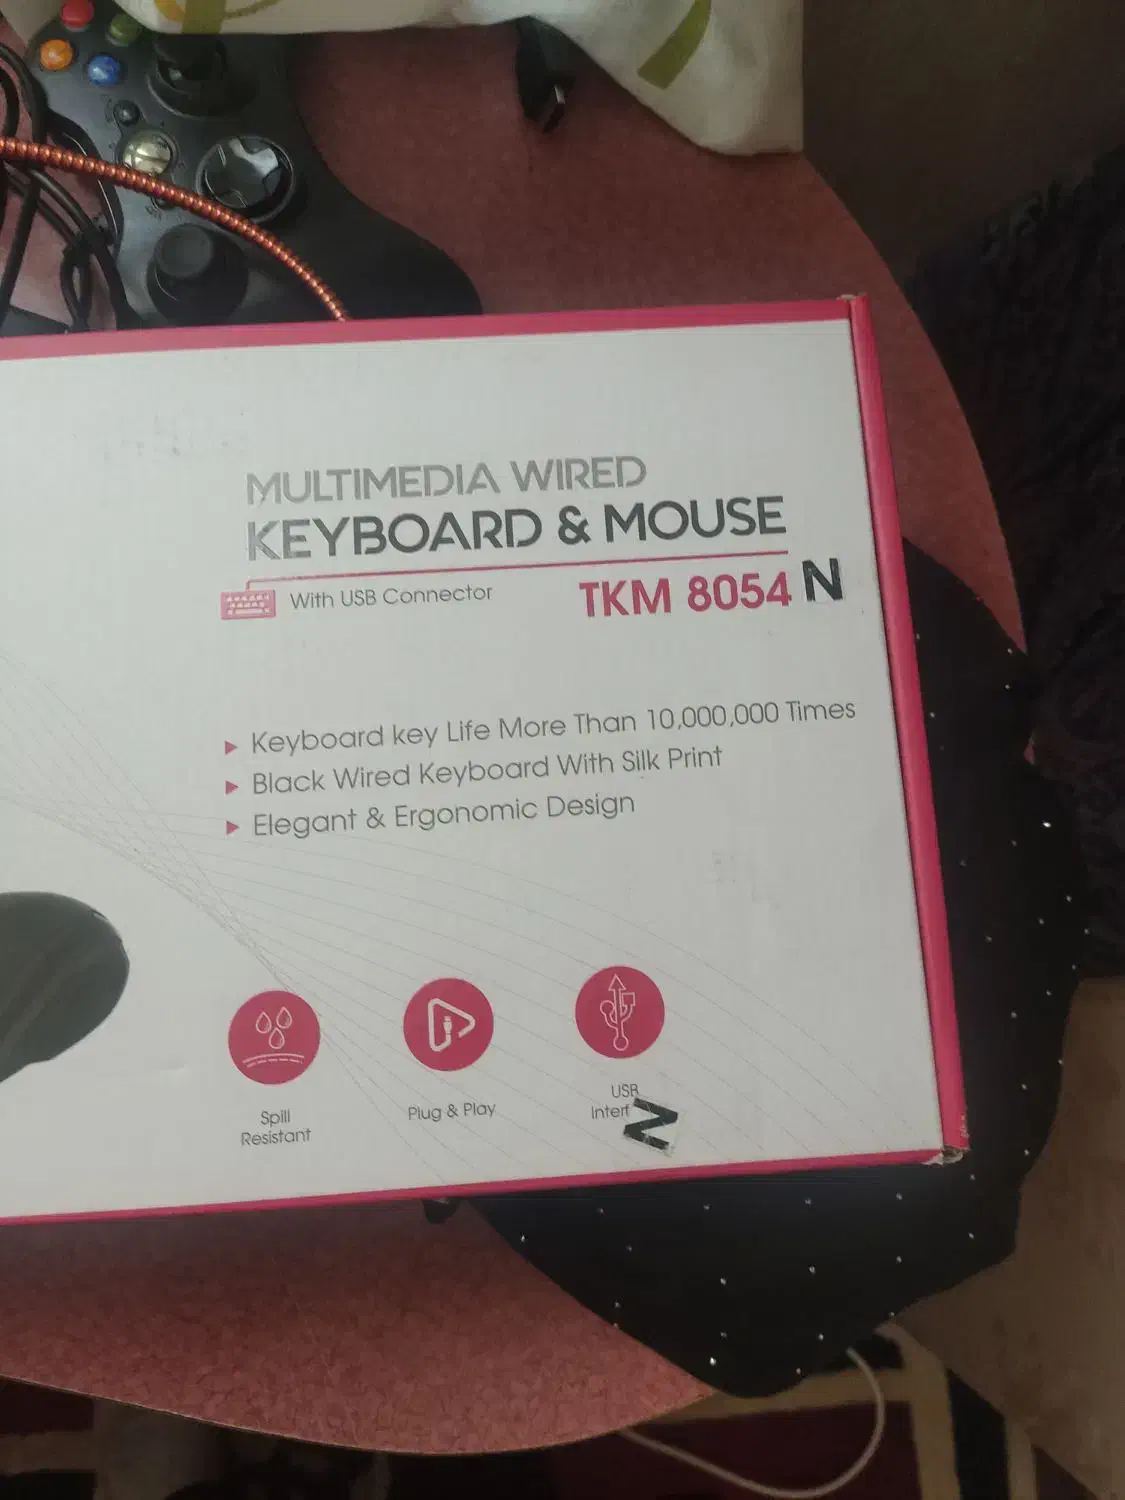 MULTIMEDIA WIRED
KEYBOARD & MOUSE
With USB Connector
TKM 8054 N
Keyboard key Life More Than 10,000,000 Times
Black Wired Keyboard With Silk Print
Elegant & Ergonomic Design
Spill
Resistant
Plug & Play
USB
Interf
N